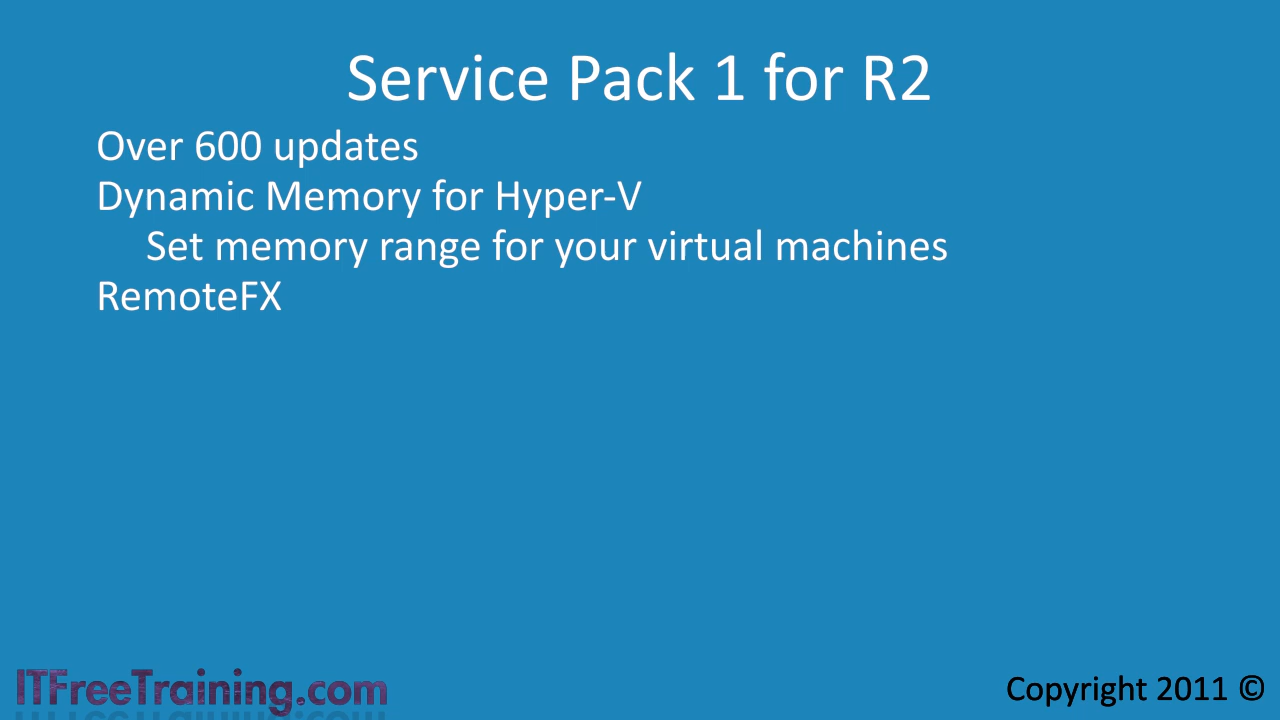 Service Pack 1 for R2
Over 600 updates
Dynamic Memory for Hyper-V
Set memory range for your virtual machines
RemoteFX
ITFreeTraining.com
Copyright 2011 ©